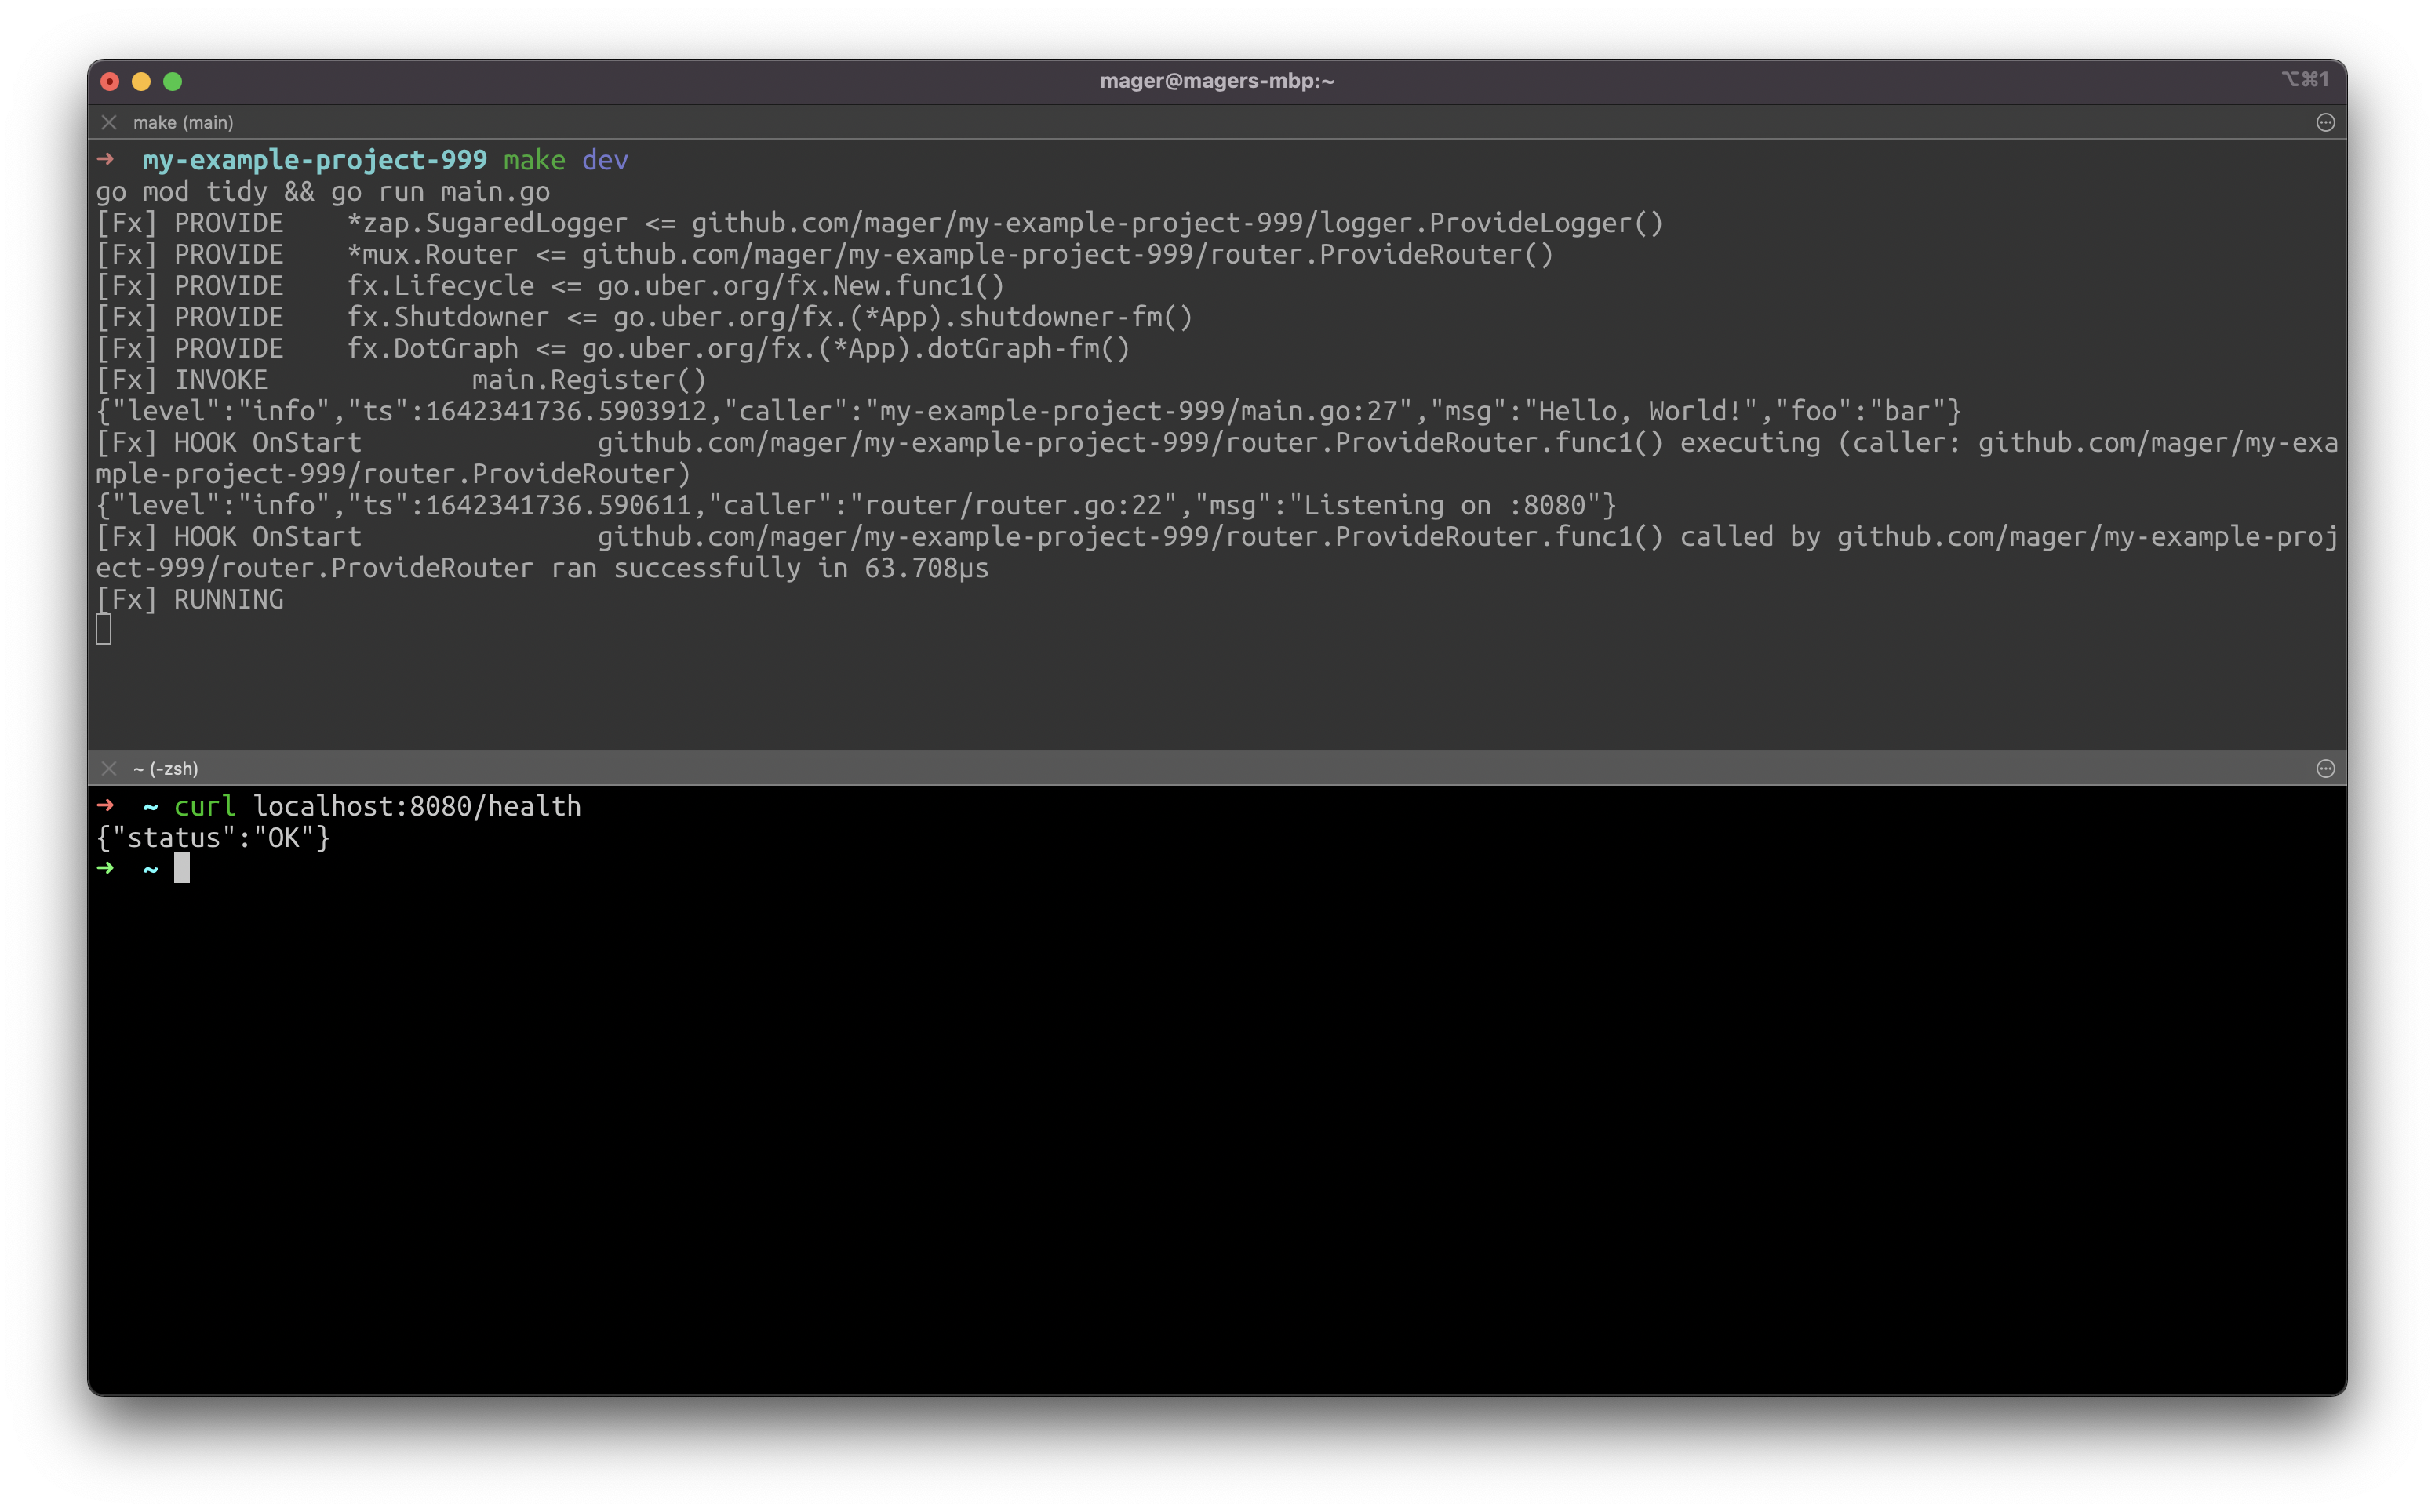 mager@magers-mbp:~
⌥⌘1
make (main)
➜  my-example-project-999 make dev
go mod tidy && go run main.go
[Fx] PROVIDE    *zap.SugaredLogger <= github.com/mager/my-example-project-999/logger.ProvideLogger()
[Fx] PROVIDE    *mux.Router <= github.com/mager/my-example-project-999/router.ProvideRouter()
[Fx] PROVIDE    fx.Lifecycle <= go.uber.org/fx.New.func1()
[Fx] PROVIDE    fx.Shutdowner <= go.uber.org/fx.(*App).shutdowner-fm()
[Fx] PROVIDE    fx.DotGraph <= go.uber.org/fx.(*App).dotGraph-fm()
[Fx] INVOKE             main.Register()
{"level":"info","ts":1642341736.5903912,"caller":"my-example-project-999/main.go:27","msg":"Hello, World!","foo":"bar"}
[Fx] HOOK OnStart               github.com/mager/my-example-project-999/router.ProvideRouter.func1() executing (caller: github.com/mager/my-exa
mple-project-999/router.ProvideRouter)
{"level":"info","ts":1642341736.590611,"caller":"router/router.go:22","msg":"Listening on :8080"}
[Fx] HOOK OnStart               github.com/mager/my-example-project-999/router.ProvideRouter.func1() called by github.com/mager/my-example-proj
ect-999/router.ProvideRouter ran successfully in 63.708µs
[Fx] RUNNING
~ (-zsh)
➜  ~ curl localhost:8080/health
{"status":"OK"}
➜  ~